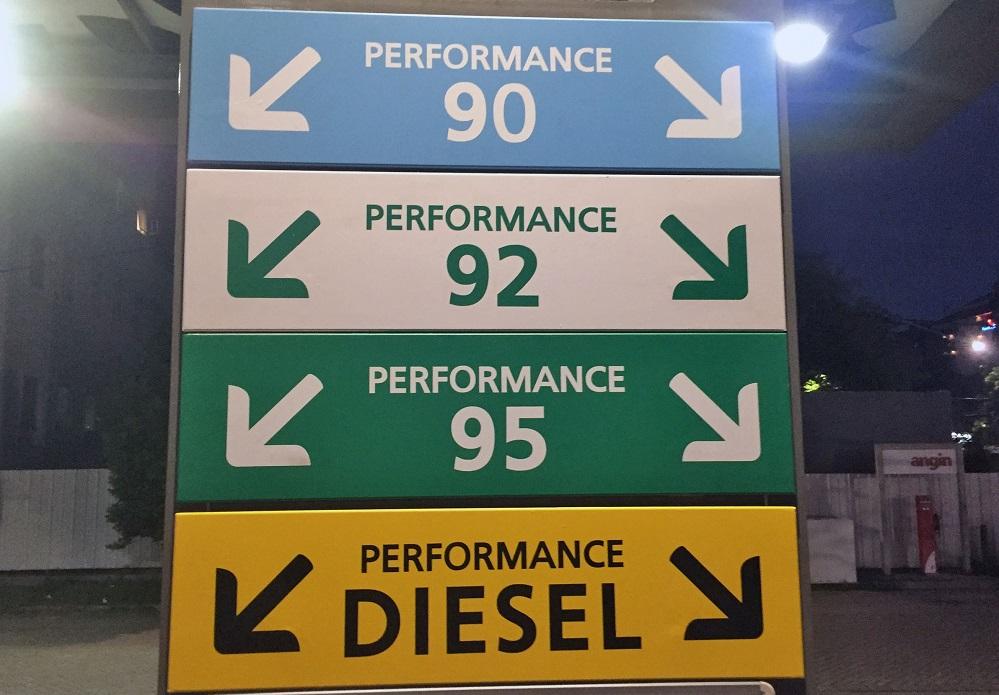 PERFORMANCE
90
PERFORMANCE
92
PERFORMANCE
95
PERFORMANCE
DIESEL
angin